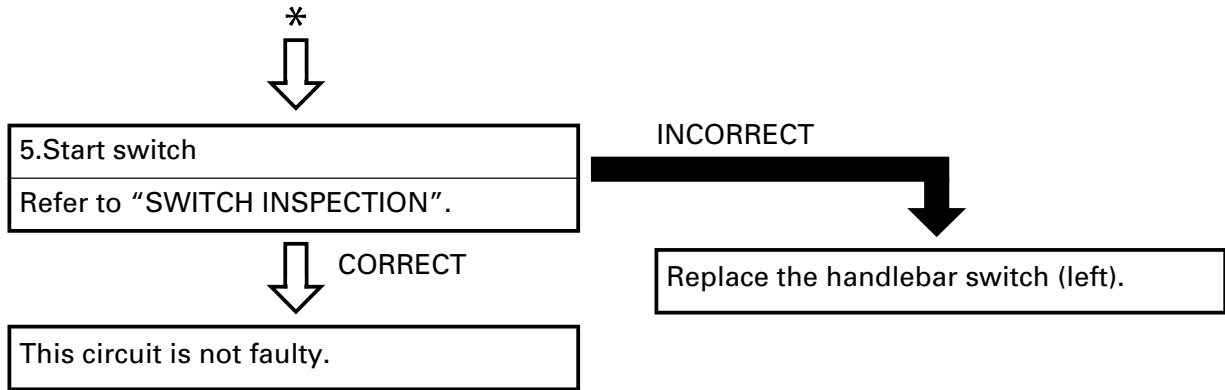 *
5.Start switch
Refer to “SWITCH INSPECTION”.
INCORRECT
CORRECT
Replace the handlebar switch (left).
This circuit is not faulty.